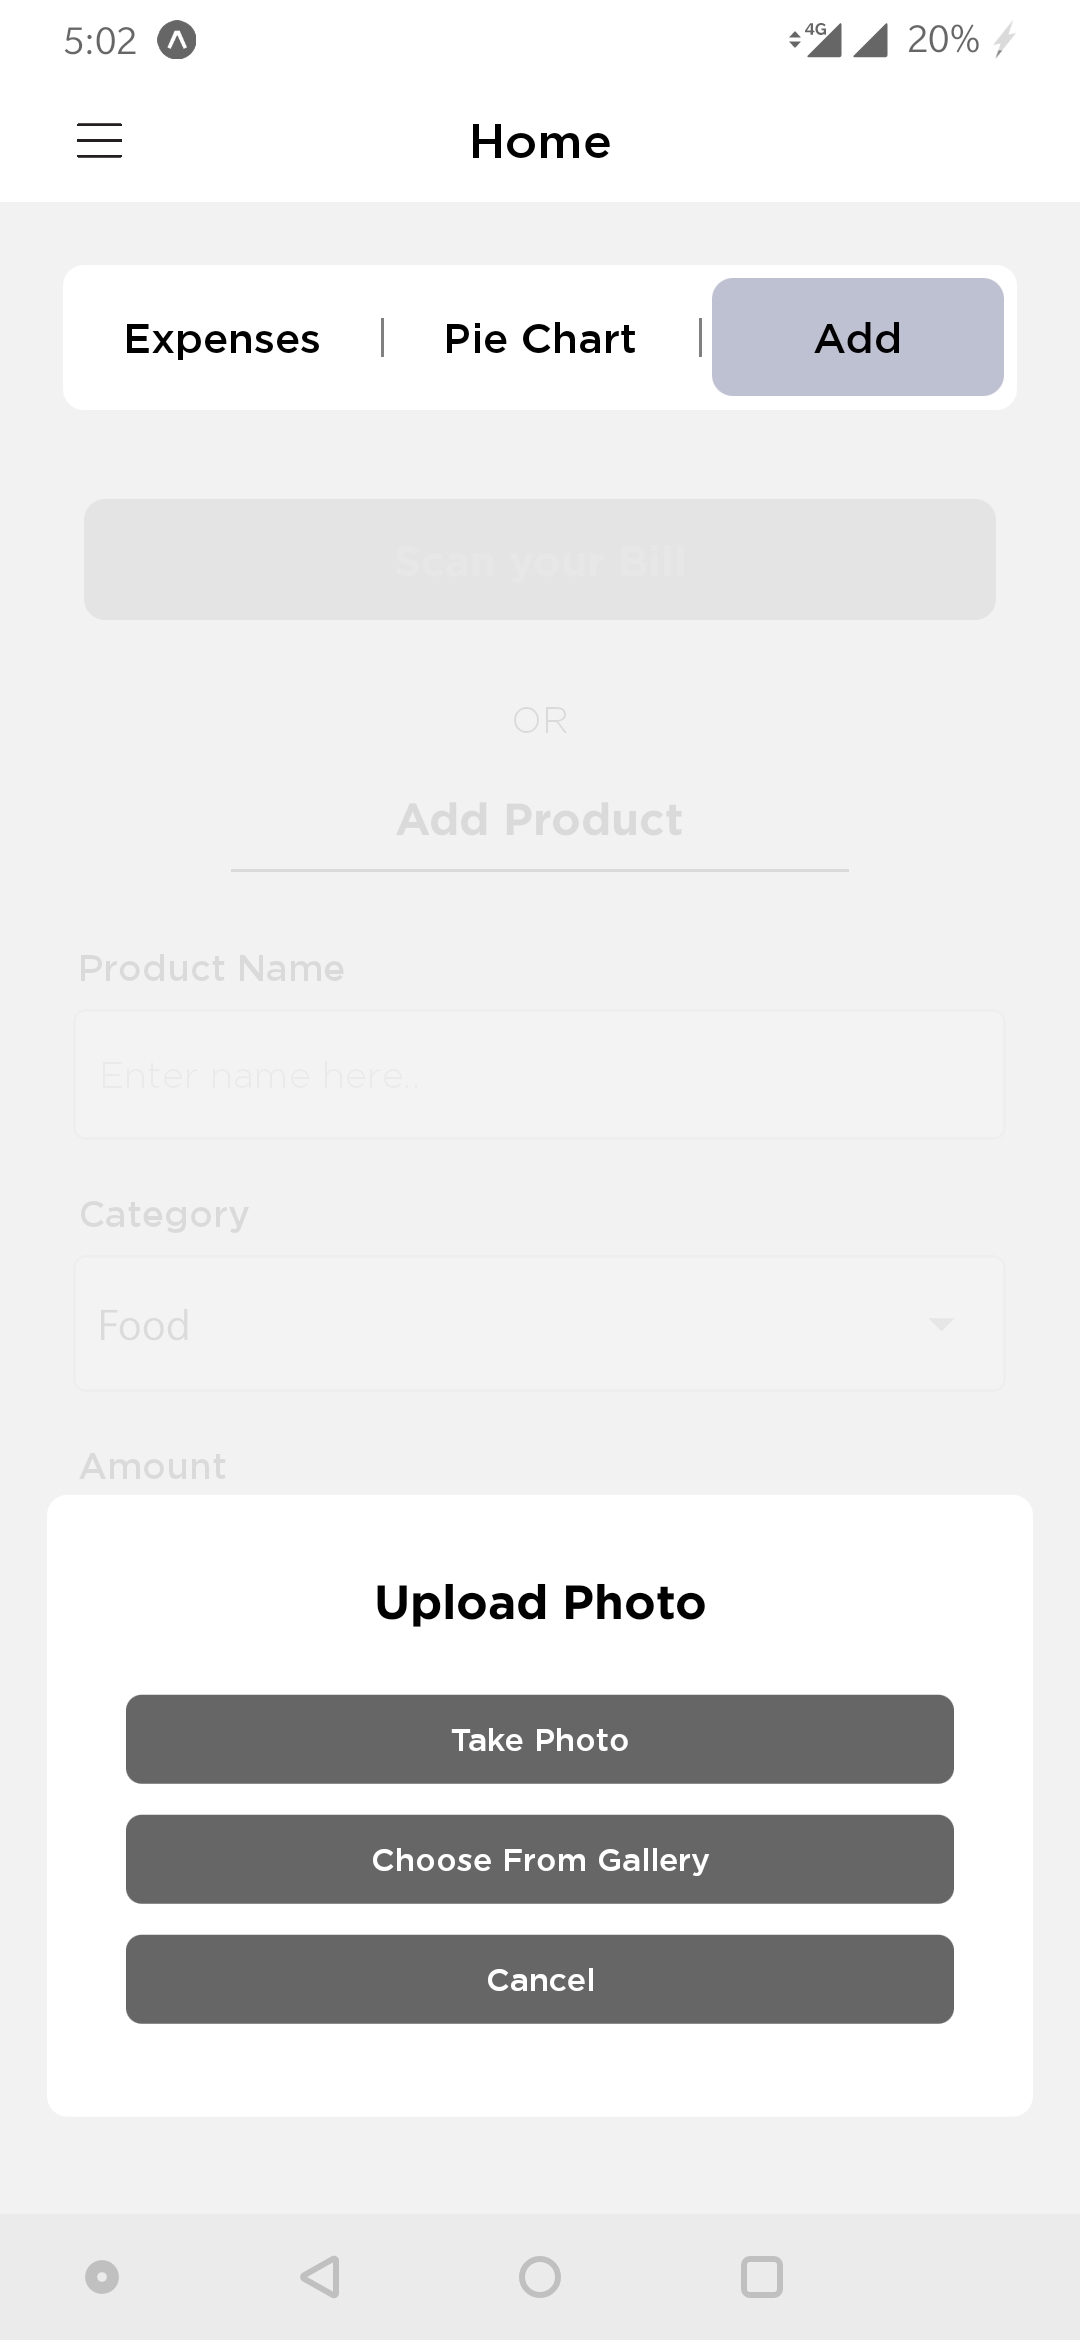 5:02
4G
20%
Home
Expenses
Pie Chart
Add
Scan your Bill
OR
Add Product
Product Name
Enter name here..
Category
Food
Amount
Upload Photo
Take Photo
Choose From Gallery
Cancel